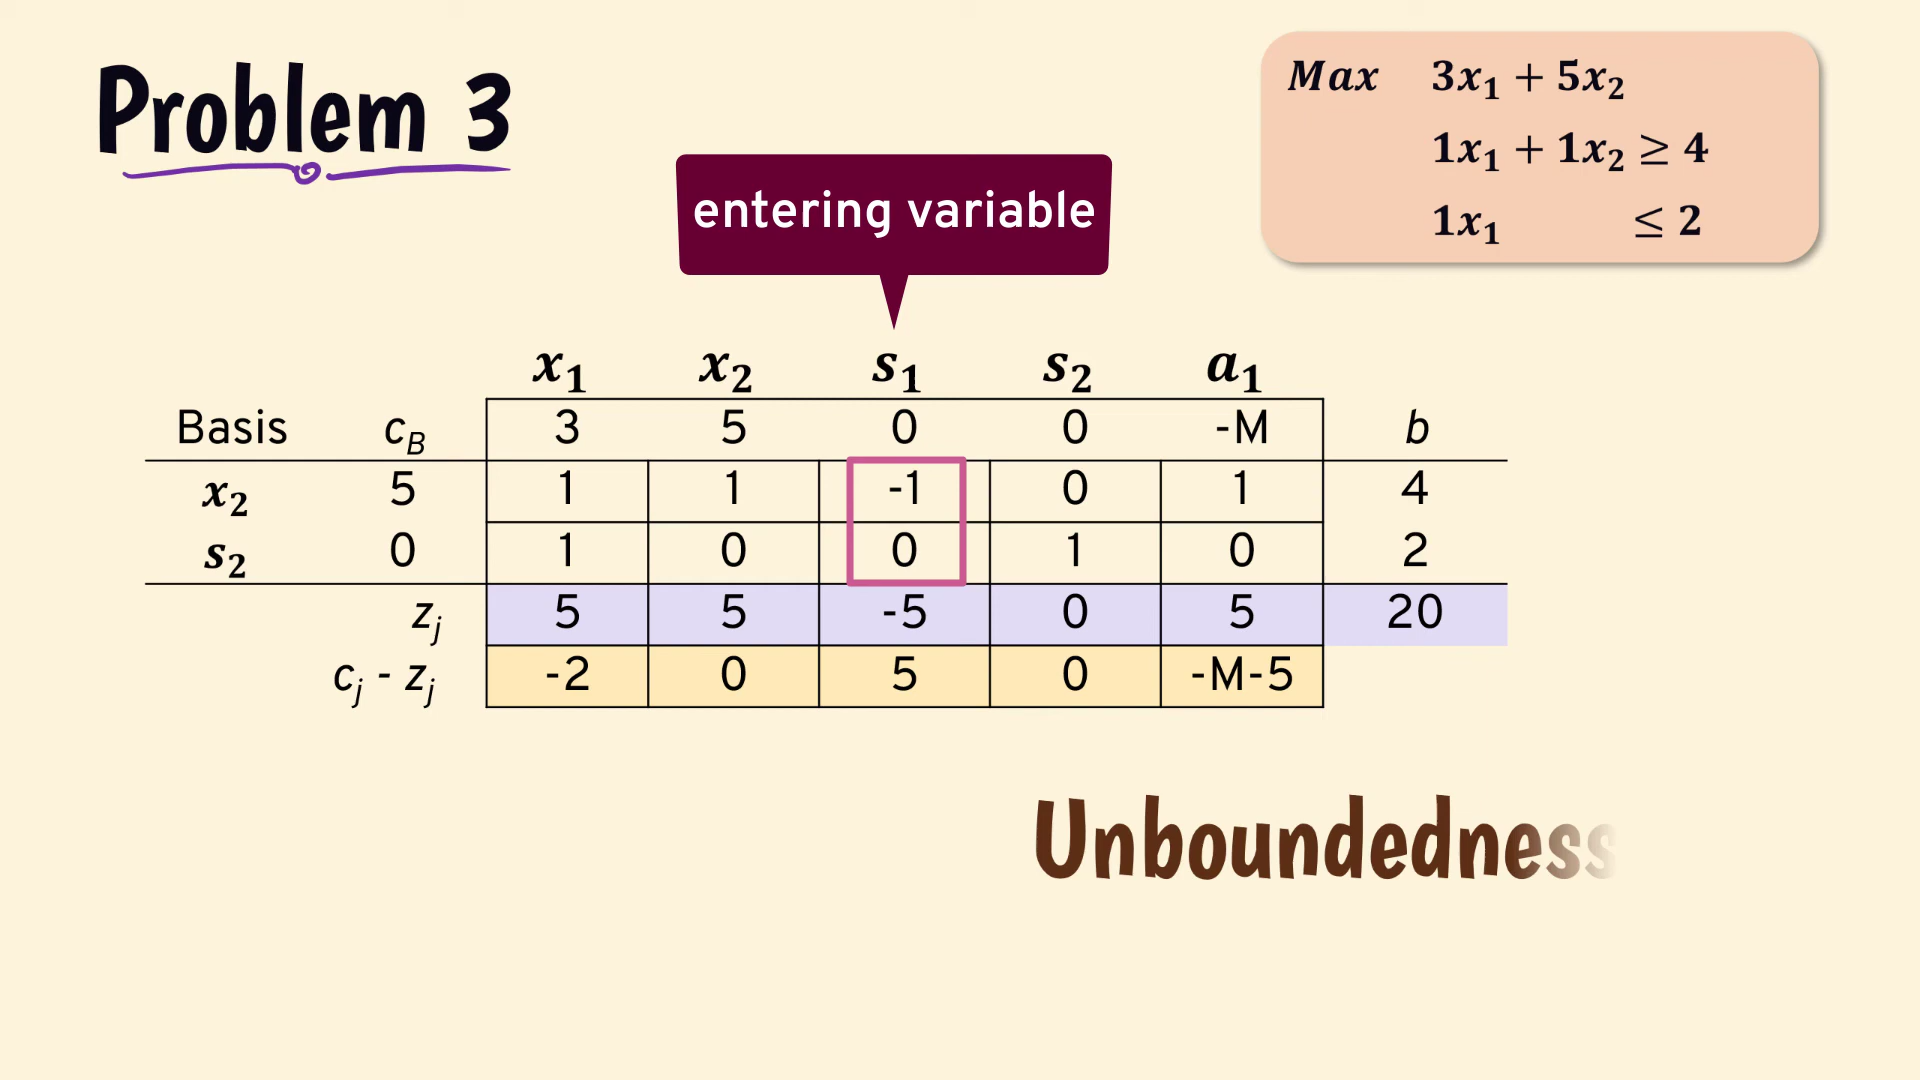 Problem 3
Max 3x₁ + 5x₂
1x₁ + 1x₂ ≥ 4
1x₁ ≤ 2
entering variable
x₁ x₂ s₁ s₂ a₁
Basis c_B 3 5 0 0 -M b
x₂ 5 1 1 -1 0 1 4
s₂ 0 1 0 0 1 0 2
z_j 5 5 -5 0 5 20
c_j - z_j -2 0 5 0 -M-5
Unboundedness